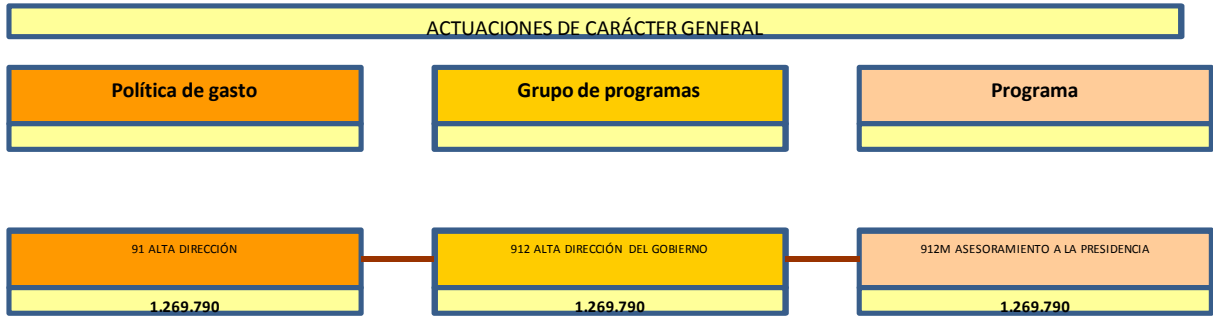 ACTUACIONES DE CARÁCTER GENERAL
Política de gasto
Grupo de programas
Programa
91 ALTA DIRECCIÓN
912 ALTA DIRECCIÓN DEL GOBIERNO
912M ASESORAMIENTO A LA PRESIDENCIA
1.269.790
1.269.790
1.269.790